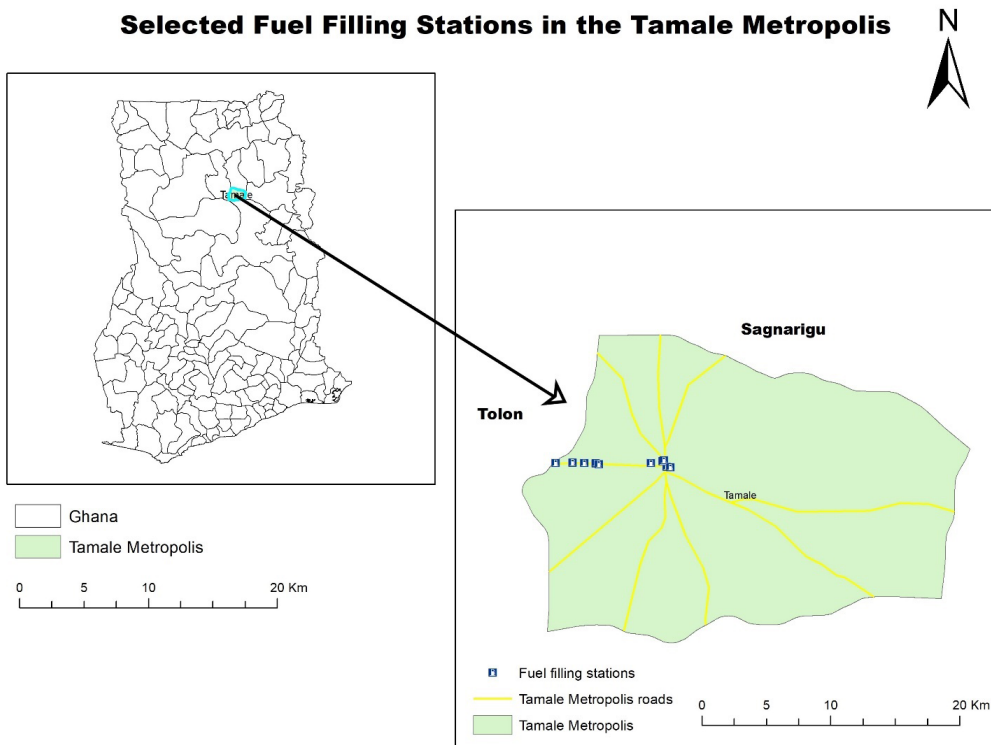 Selected Fuel Filling Stations in the Tamale Metropolis
N
Tamale
Ghana
Tamale Metropolis
0 5 10 20 Km
Sagnarigu
Tolon
Tamale
Fuel filling stations
Tamale Metropolis roads
Tamale Metropolis
0 5 10 20 Km